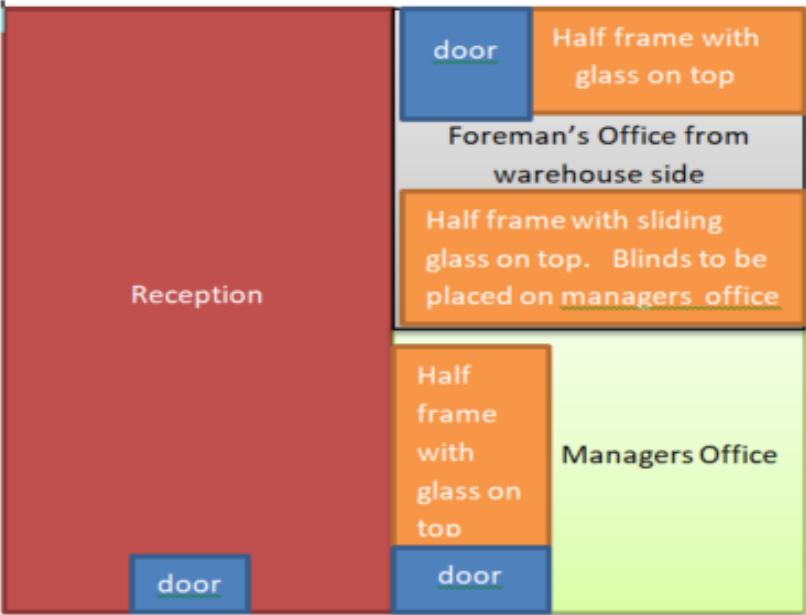 door
Half frame with
glass on top
Foreman's Office from
warehouse side
Half frame with sliding
glass on top.   Blinds to be
placed on managers  office
Reception
Half
frame
with
glass on
top
Managers Office
door
door